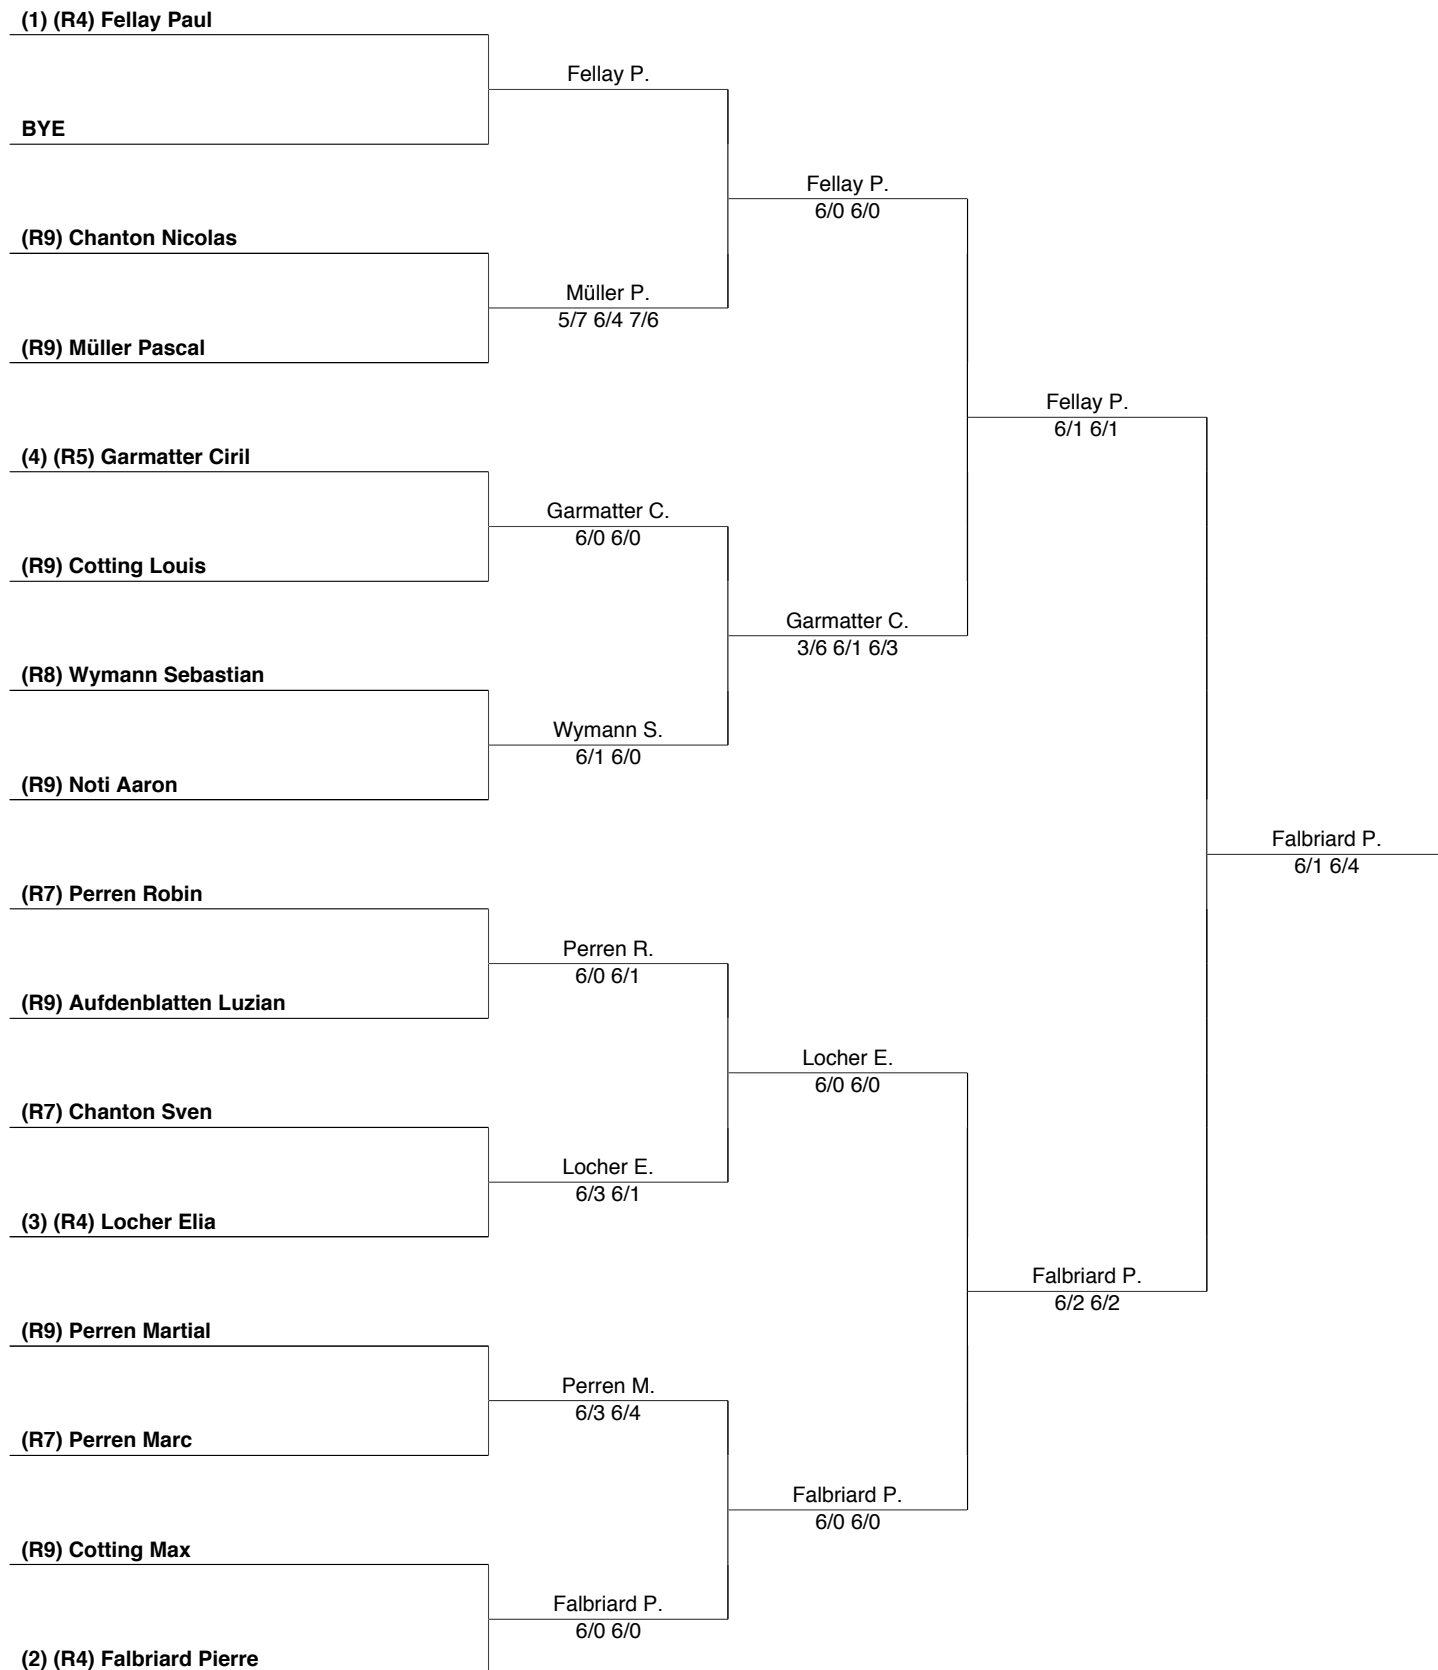 (1) (R4) Fellay Paul
Fellay P.
BYE
Fellay P.
6/0 6/0
(R9) Chanton Nicolas
Müller P.
5/7 6/4 7/6
(R9) Müller Pascal
Fellay P.
6/1 6/1
(4) (R5) Garmatter Ciril
Garmatter C.
6/0 6/0
(R9) Cotting Louis
Garmatter C.
3/6 6/1 6/3
(R8) Wymann Sebastian
Wymann S.
6/1 6/0
(R9) Noti Aaron
Falbriard P.
6/1 6/4
(R7) Perren Robin
Perren R.
6/0 6/1
(R9) Aufdenblatten Luzian
Locher E.
6/0 6/0
(R7) Chanton Sven
Locher E.
6/3 6/1
(3) (R4) Locher Elia
Falbriard P.
6/2 6/2
(R9) Perren Martial
Perren M.
6/3 6/4
(R7) Perren Marc
Falbriard P.
6/0 6/0
(R9) Cotting Max
Falbriard P.
6/0 6/0
(2) (R4) Falbriard Pierre